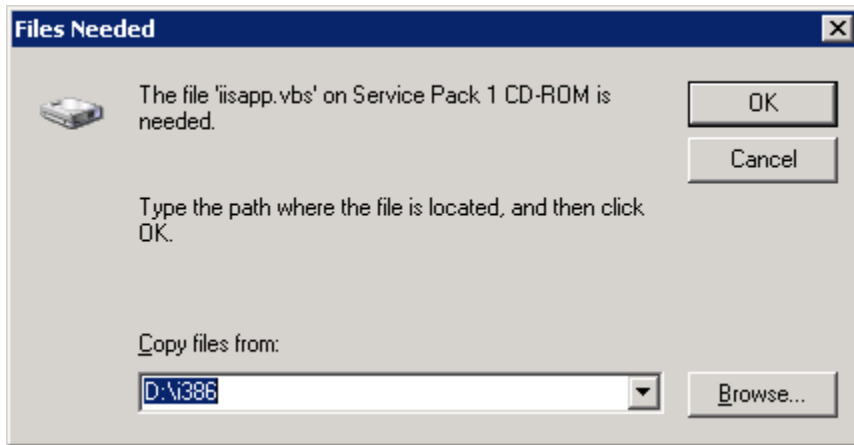 Files Needed
The file 'iisapp.vbs' on Service Pack 1 CD-ROM is
needed.
OK
Cancel
Type the path where the file is located, and then click
OK.
Copy files from:
D:\i386
Browse...